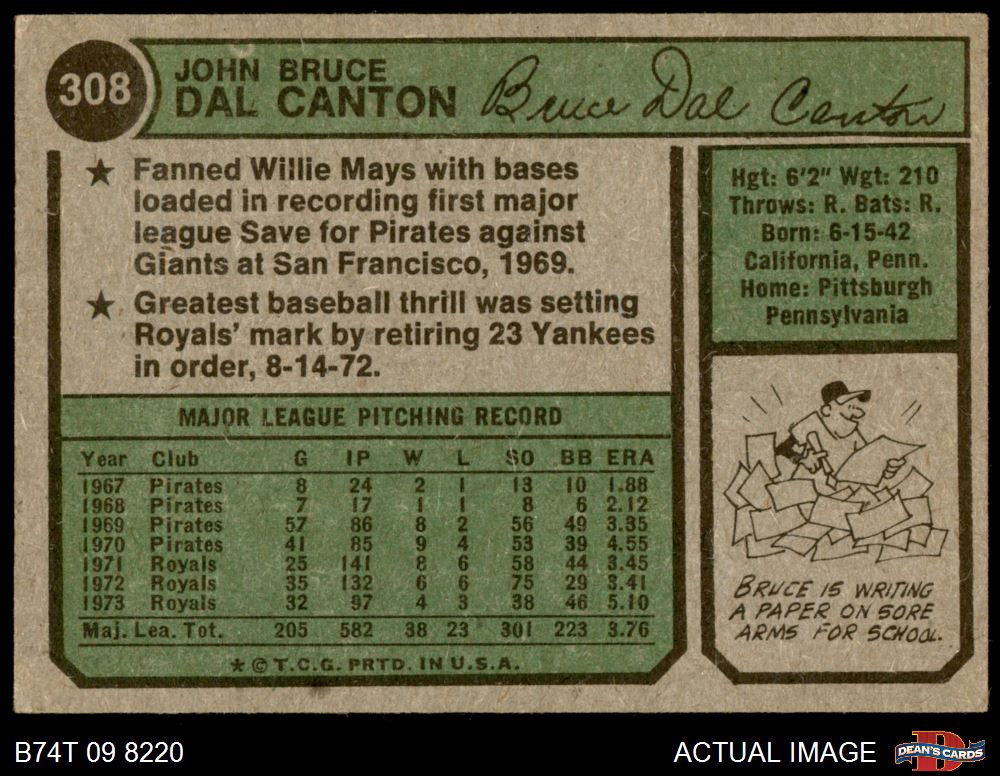 308
JOHN BRUCE
DAL CANTON
Bruce Dal Canton
★ Fanned Willie Mays with bases
loaded in recording first major
league Save for Pirates against
Giants at San Francisco, 1969.
★ Greatest baseball thrill was setting
Royals' mark by retiring 23 Yankees
in order, 8-14-72.
Hgt: 6'2" Wgt: 210
Throws: R. Bats: R.
Born: 6-15-42
California, Penn.
Home: Pittsburgh
Pennsylvania
MAJOR LEAGUE PITCHING RECORD
Year Club G IP W L SO BB ERA
1967 Pirates 8 24 2 1 13 10 1.88
1968 Pirates 7 17 1 1 8 6 2.12
1969 Pirates 57 86 8 2 56 49 3.35
1970 Pirates 41 85 9 4 53 39 4.55
1971 Royals 25 141 8 6 58 44 3.45
1972 Royals 35 132 6 6 75 29 3.41
1973 Royals 32 97 4 3 38 46 5.10
Maj. Lea. Tot. 205 582 38 23 301 223 3.76
★ © T.C.G. PRTD. IN U.S.A.
BRUCE IS WRITING
A PAPER ON SORE
ARMS FOR SCHOOL.
B74T 09 8220
ACTUAL IMAGE
DEAN'S CARDS